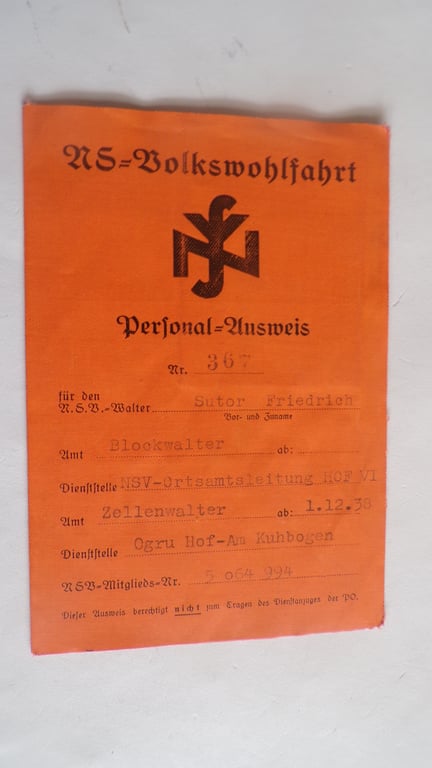 NS=Volkswohlfahrt
Personal=Ausweis
Nr. 367
für den
N.S.V.=Walter Sutor Friedrich
Vor- und Zuname
Amt Blockwalter ab:
Dienststelle NSV-Ortsamtsleitung HOF VI
Amt Zellenwalter ab: 1.12.38
Dienststelle Ogru Hof-Am Kuhbogen
NSV=Mitglieds=Nr. 5 o64 994
Dieser Ausweis berechtigt nicht zum Tragen des Dienstanzuges der PO.